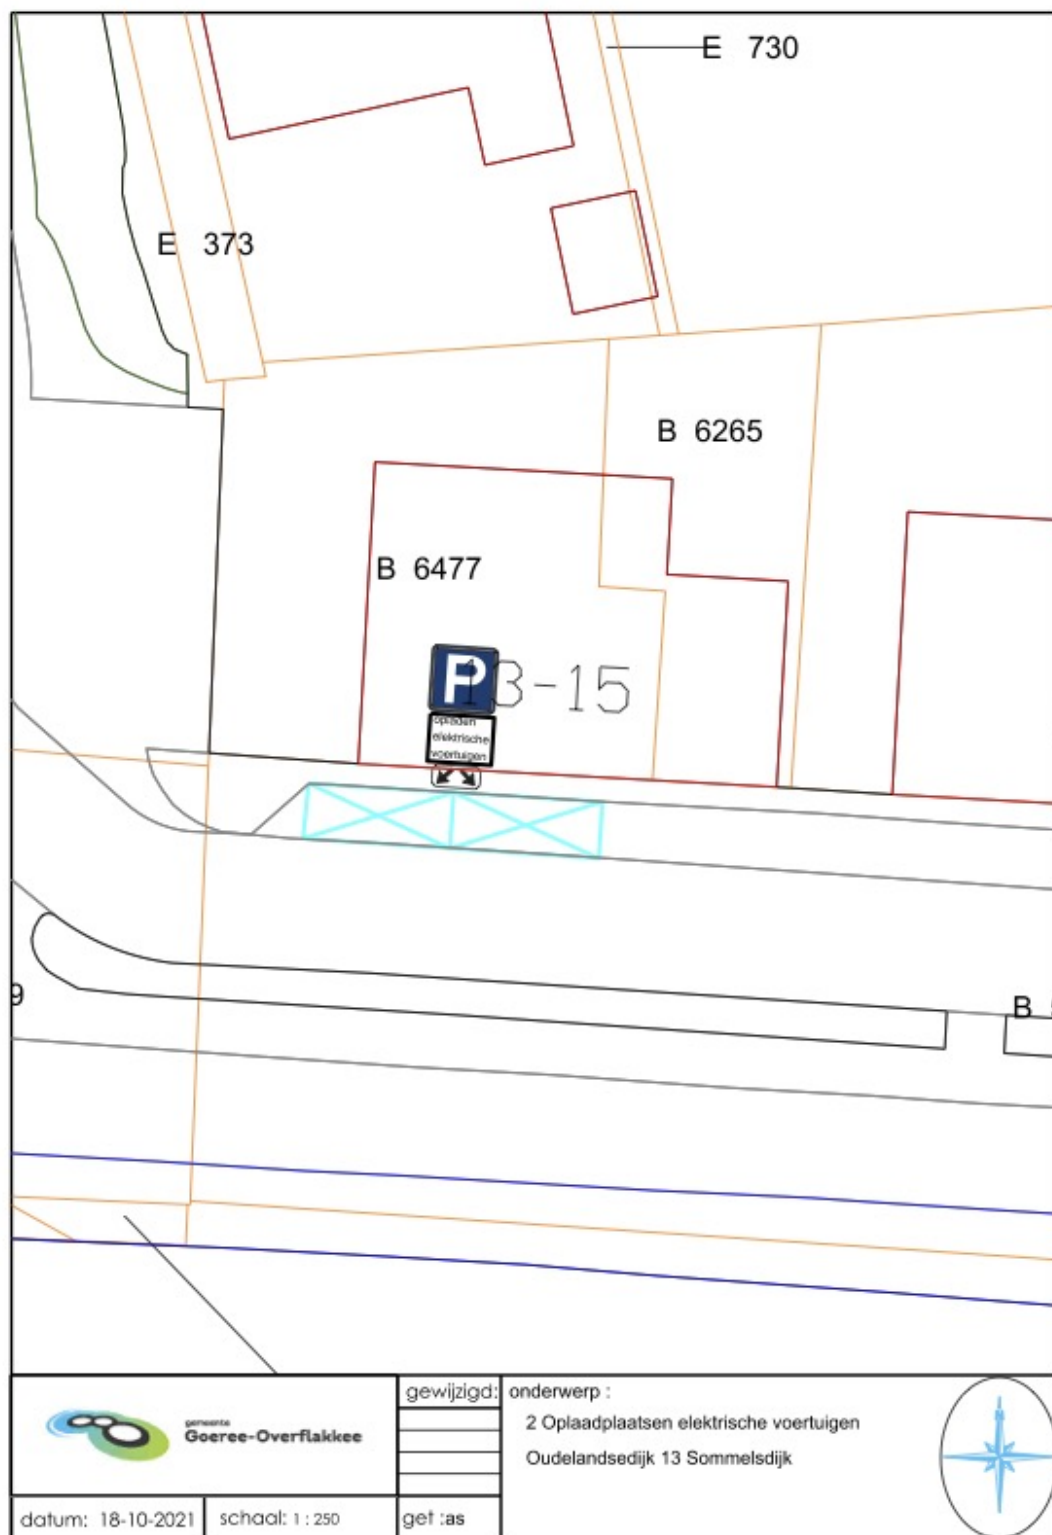 E 730
E 373
B 6265
B 6477
P
13-15
opladen
elektrische
voertuigen
9
B
gemeente
Goeree-Overflakkee
gewijzigd:
onderwerp :
2 Oplaadplaatsen elektrische voertuigen
Oudelandsedijk 13 Sommelsdijk
N
datum: 18-10-2021
schaal: 1 : 250
get :as